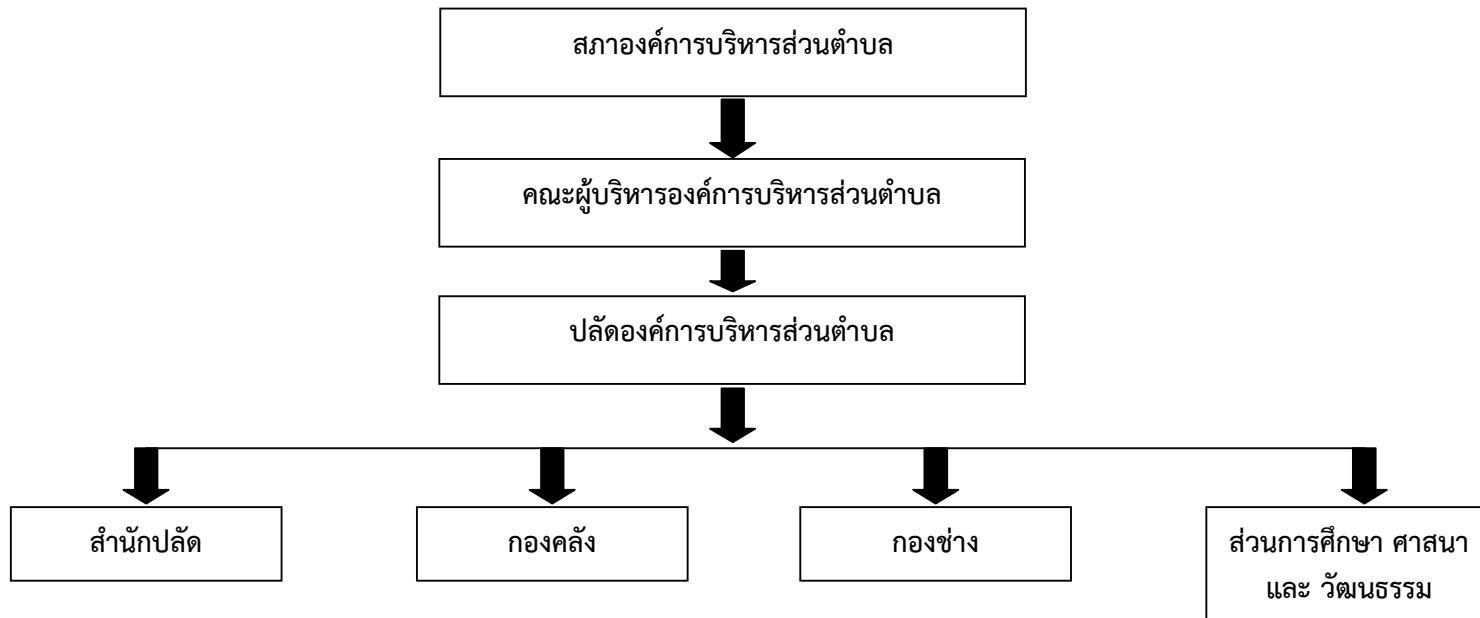 สภาองค์การบริหารส่วนตำบล
คณะผู้บริหารองค์การบริหารส่วนตำบล
ปลัดองค์การบริหารส่วนตำบล
สำนักปลัด
กองคลัง
กองช่าง
ส่วนการศึกษา ศาสนา
และ วัฒนธรรม